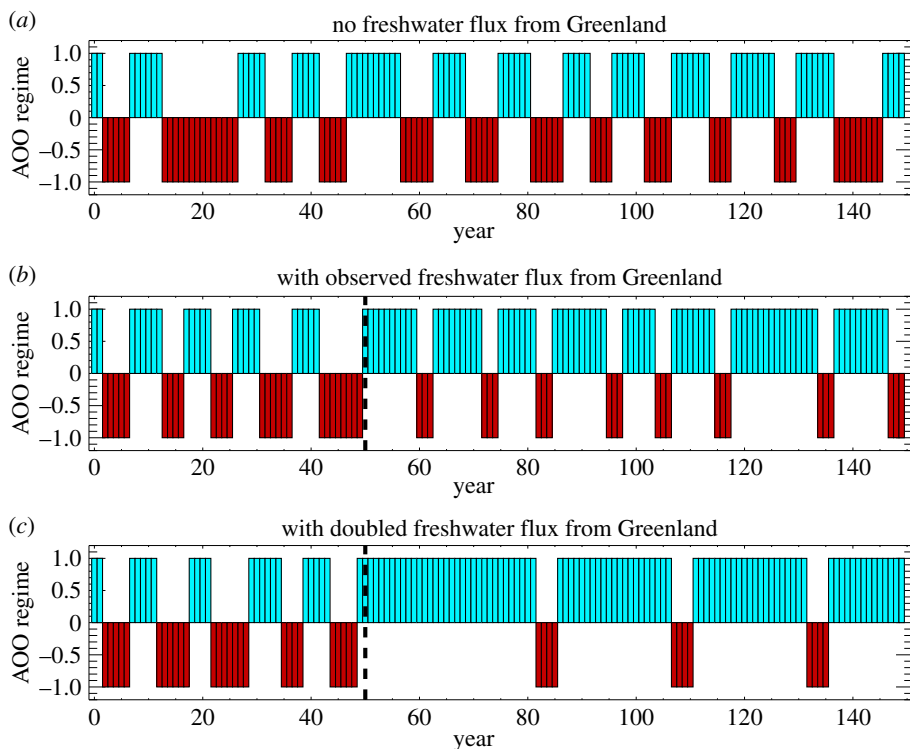 (a) no freshwater flux from Greenland
1.0
0.5
0
–0.5
–1.0
AOO regime
0 20 40 60 80 100 120 140
year
(b) with observed freshwater flux from Greenland
1.0
0.5
0
–0.5
–1.0
AOO regime
0 20 40 60 80 100 120 140
year
(c) with doubled freshwater flux from Greenland
1.0
0.5
0
–0.5
–1.0
AOO regime
0 20 40 60 80 100 120 140
year